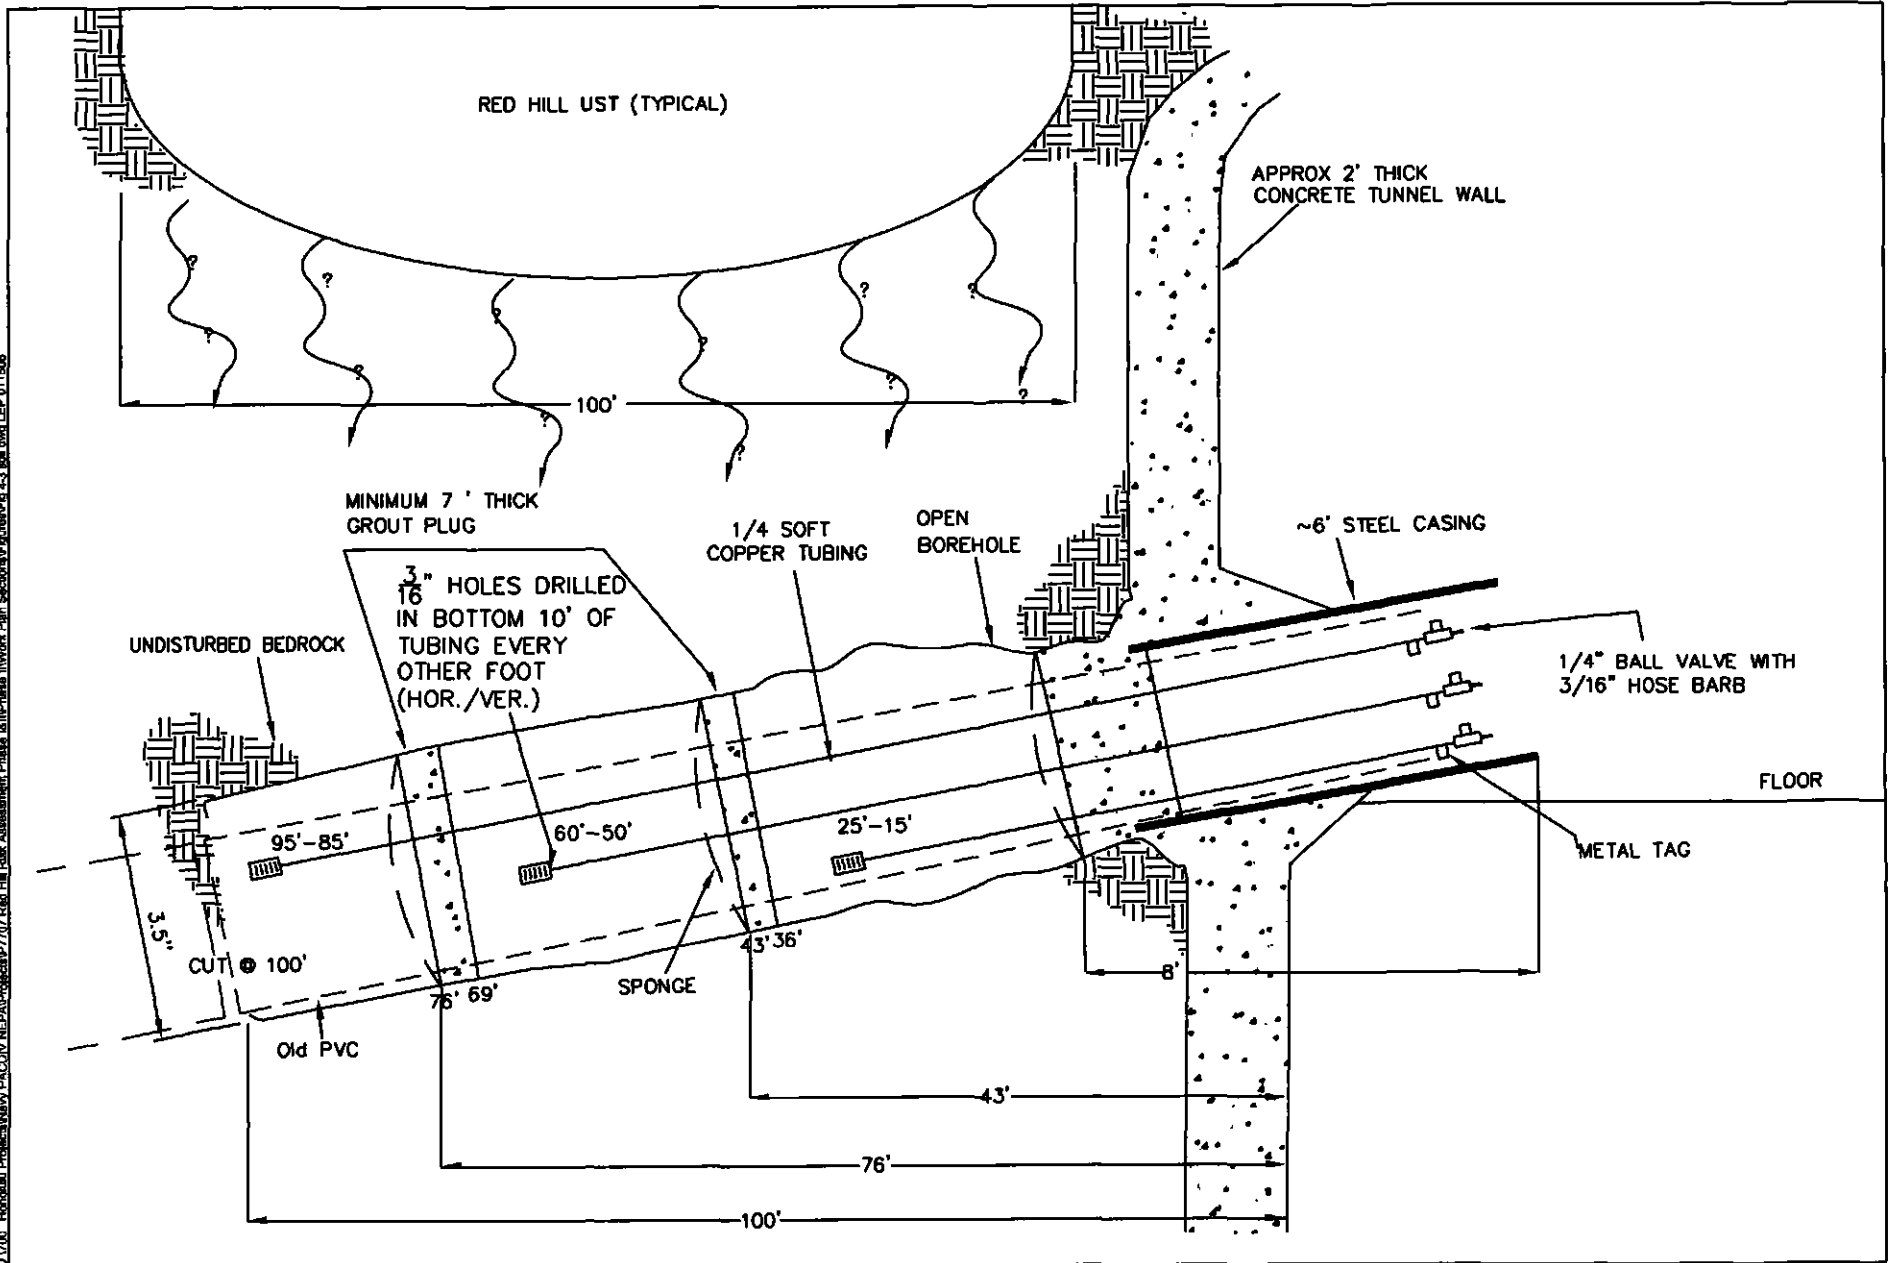 RED HILL UST (TYPICAL)
APPROX 2' THICK
CONCRETE TUNNEL WALL
?
?
?
?
?
?
?
?
?
?
?
?
100'
MINIMUM 7 ' THICK
GROUT PLUG
1/4 SOFT
COPPER TUBING
OPEN
BOREHOLE
~6' STEEL CASING
3/16" HOLES DRILLED
IN BOTTOM 10' OF
TUBING EVERY
OTHER FOOT
(HOR./VER.)
UNDISTURBED BEDROCK
1/4" BALL VALVE WITH
3/16" HOSE BARB
FLOOR
METAL TAG
95'-85'
60'-50'
25'-15'
3.5"
CUT @ 100'
SPONGE
43' 36'
76' 69'
8'
Old PVC
43'
76'
100'